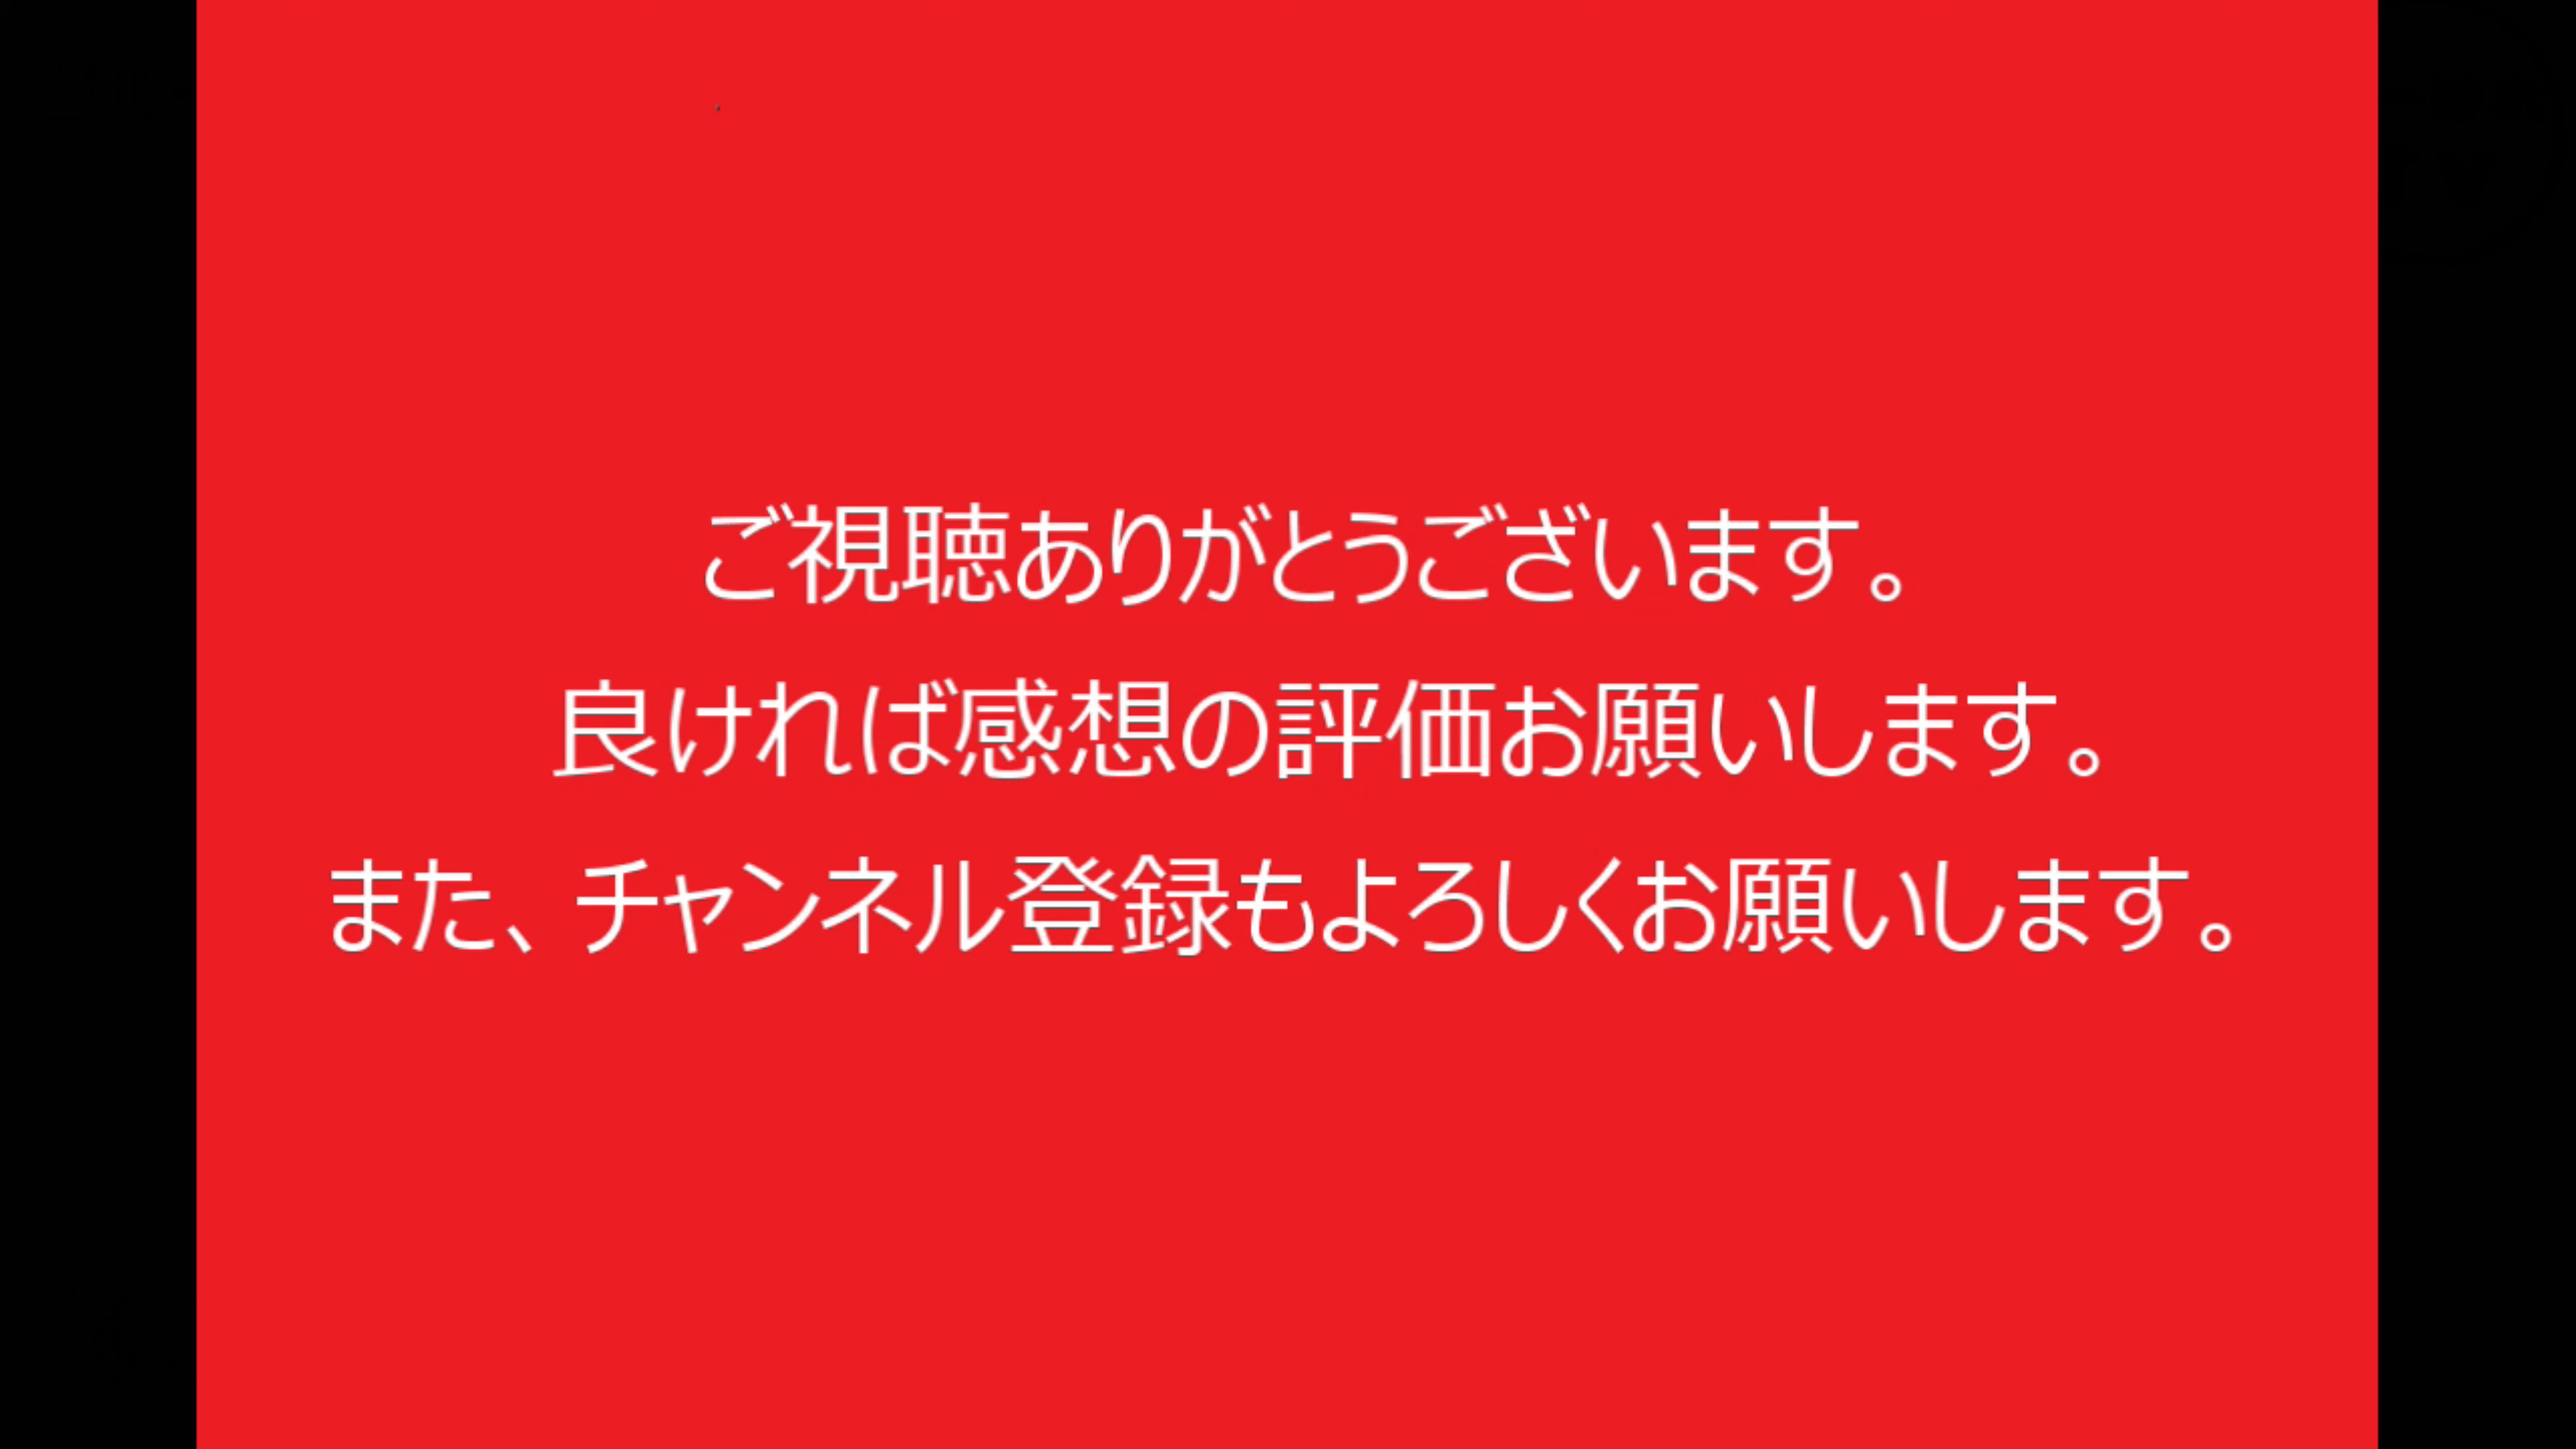 ご視聴ありがとうございます。
良ければ感想の評価お願いします。
また、チャンネル登録もよろしくお願いします。